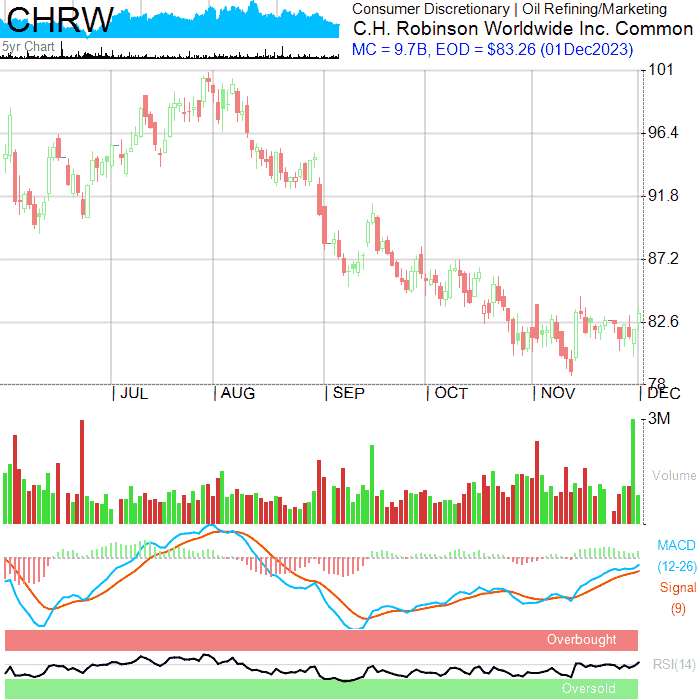 CHRW
Consumer Discretionary | Oil Refining/Marketing
C.H. Robinson Worldwide Inc. Common
5yr Chart
MC = 9.7B, EOD = $83.26 (01Dec2023)
101
96.4
91.8
87.2
82.6
78
JUL AUG SEP OCT NOV DEC
3M
Volume
MACD
(12-26)
Signal
(9)
Overbought
RSI(14)
Oversold